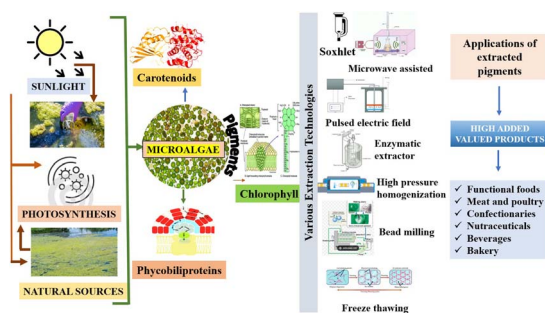 SUNLIGHT
PHOTOSYNTHESIS
NATURAL SOURCES
Carotenoids
MICROALGAE
Pigments
Chlorophyll
Phycobiliproteins
Various Extraction Technologies
Soxhlet
Microwave assisted
Pulsed electric field
Enzymatic
extractor
High pressure
homogenization
Bead milling
Freeze thawing
Applications of
extracted
pigments
HIGH ADDED
VALUED PRODUCTS
✓ Functional foods
✓ Meat and poultry
✓ Confectionaries
✓ Nutraceuticals
✓ Beverages
✓ Bakery